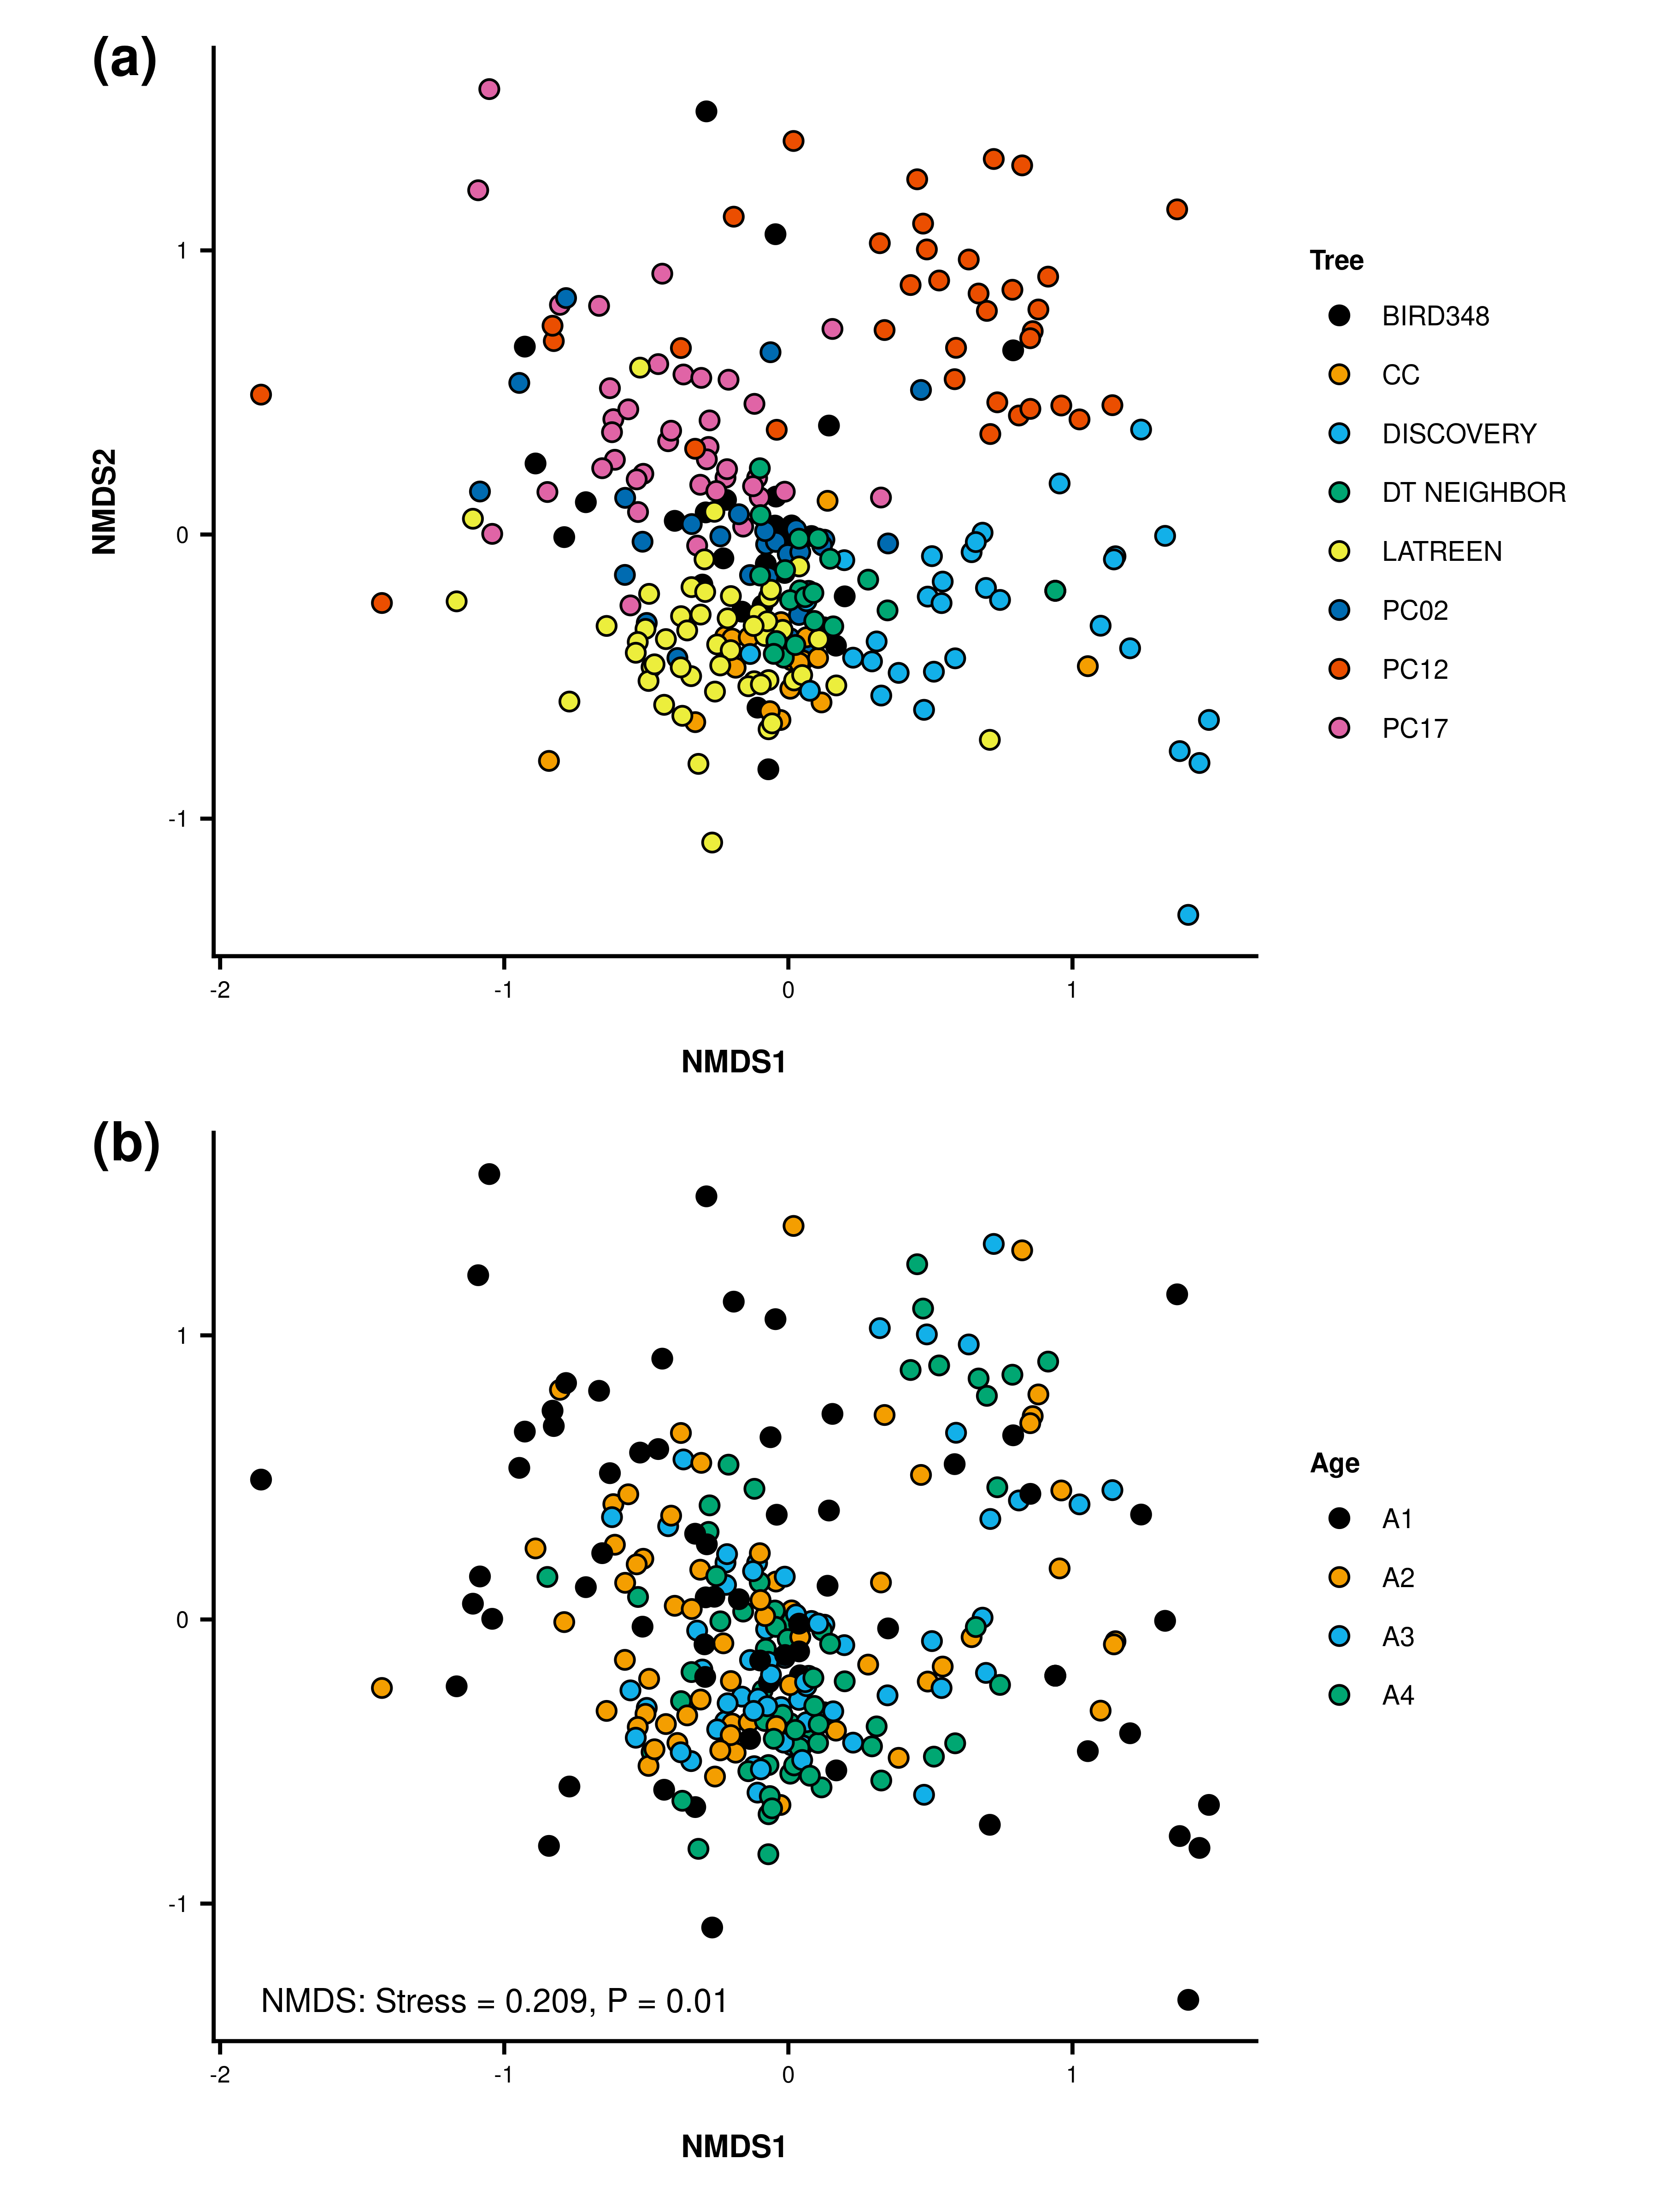 (a)
NMDS2
1
0
-1
-2 -1 0 1
NMDS1
Tree
BIRD348
CC
DISCOVERY
DT NEIGHBOR
LATREEN
PC02
PC12
PC17
(b)
1
0
-1
NMDS: Stress = 0.209, P = 0.01
-2 -1 0 1
NMDS1
Age
A1
A2
A3
A4